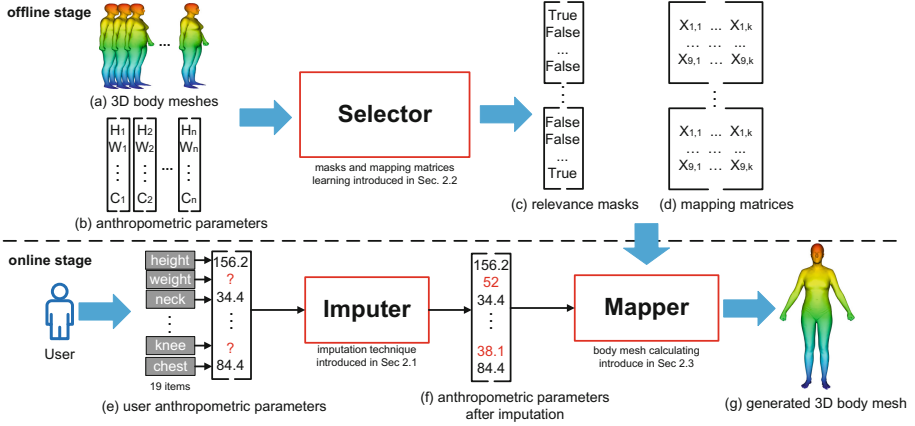 offline stage
...
(a) 3D body meshes
H1 H2 Hn
W1 W2 Wn
...
C1 C2 Cn
(b) anthropometric parameters
Selector
masks and mapping matrices
learning introduced in Sec. 2.2
True
False
...
False
False
False
...
True
(c) relevance masks
X1,1 ... X1,k
... ... ...
X9,1 ... X9,k
X1,1 ... X1,k
... ... ...
X9,1 ... X9,k
(d) mapping matrices
online stage
User
height
weight
neck
knee
chest
19 items
156.2
?
34.4
?
84.4
(e) user anthropometric parameters
Imputer
imputation technique
introduced in Sec 2.1
156.2
52
34.4
38.1
84.4
(f) anthropometric parameters
after imputation
Mapper
body mesh calculating
introduce in Sec 2.3
(g) generated 3D body mesh